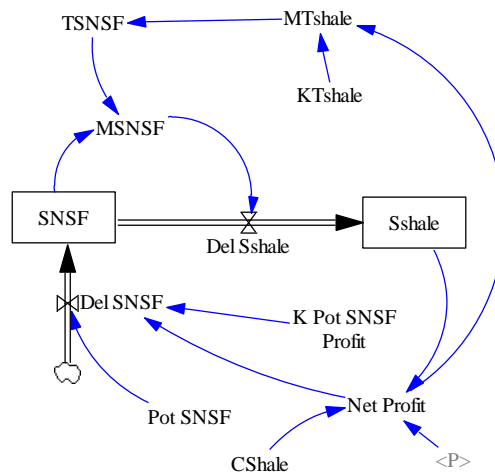 TSNSF
MTshale
KTshale
MSNSF
SNSF
Sshale
Del Sshale
Del SNSF
K Pot SNSF
Profit
Pot SNSF
Net Profit
CShale
<P>